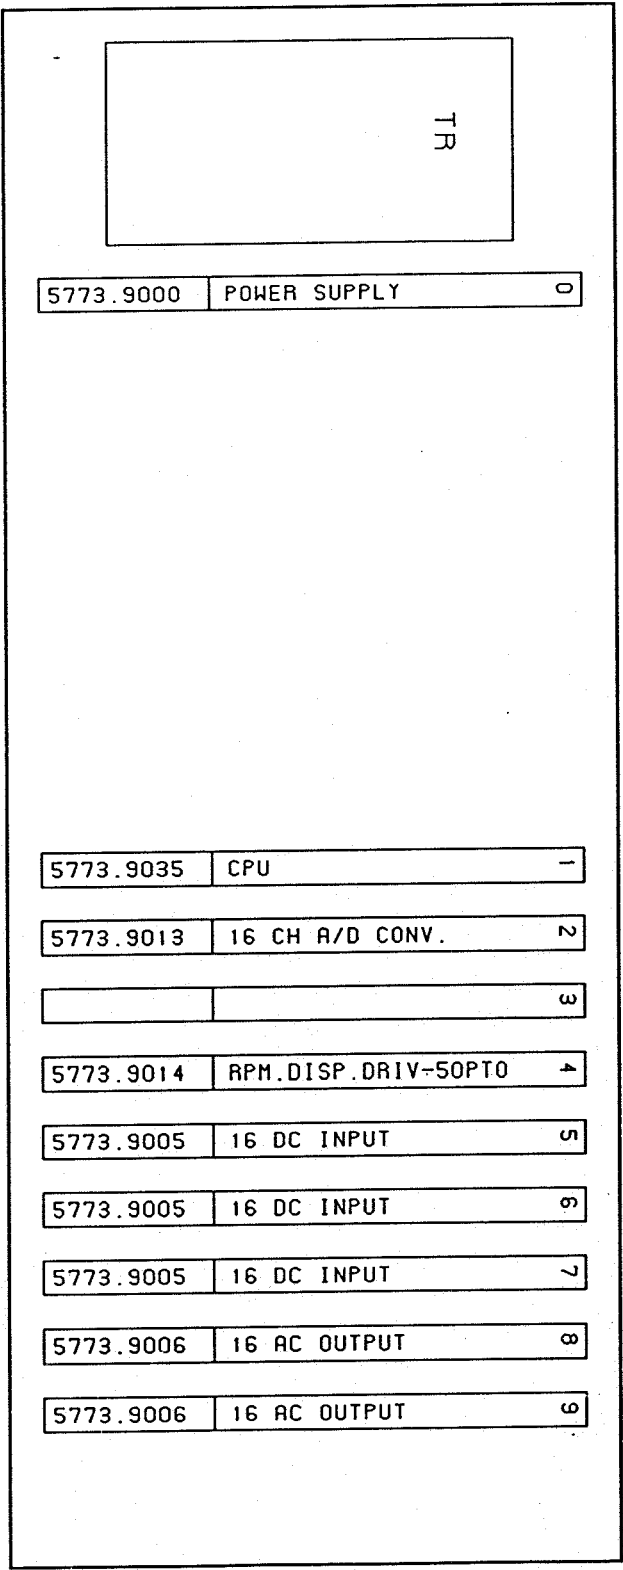 TR
5773.9000 POWER SUPPLY 0
5773.9035 CPU 1
5773.9013 16 CH A/D CONV. 2
3
5773.9014 RPM.DISP.DRIV-50PTO 4
5773.9005 16 DC INPUT 5
5773.9005 16 DC INPUT 6
5773.9005 16 DC INPUT 7
5773.9006 16 AC OUTPUT 8
5773.9006 16 AC OUTPUT 9